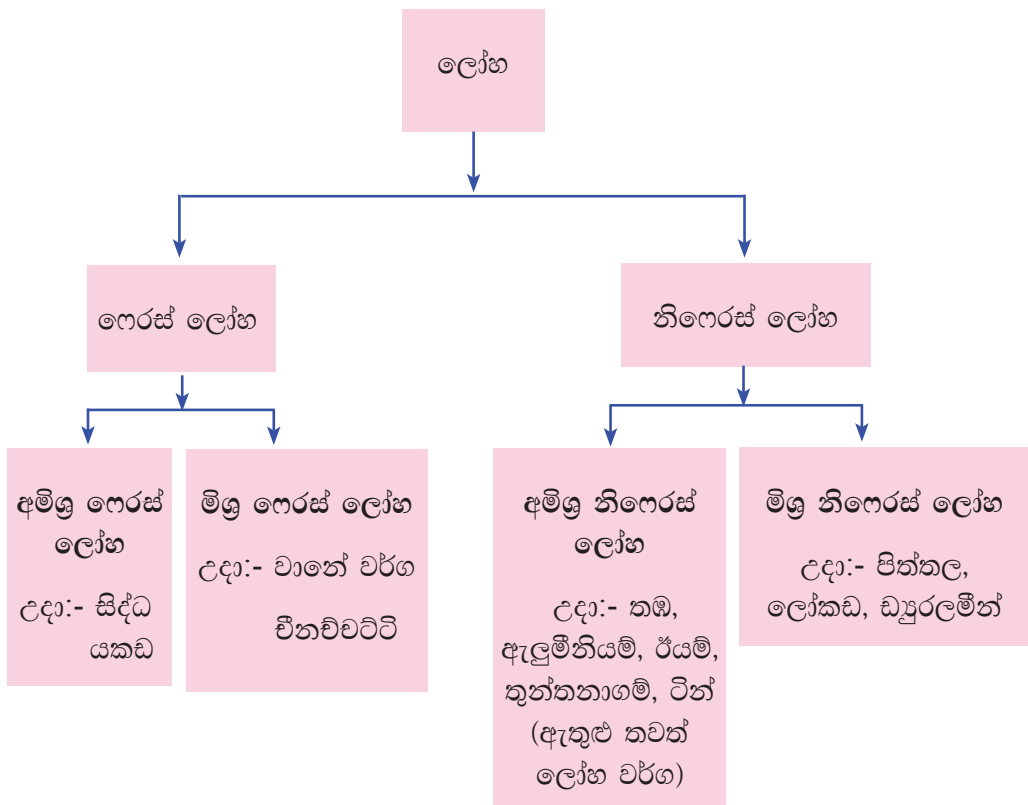 ලෝහ
ෆෙරස් ලෝහ
නිෆෙරස් ලෝහ
අමිශ්‍ර ෆෙරස්
ලෝහ
උදා:- සිද්ධ
යකඩ
මිශ්‍ර ෆෙරස් ලෝහ
උදා:- වානේ වර්ග
චීනච්චට්ටි
අමිශ්‍ර නිෆෙරස්
ලෝහ
උදා:- තඹ,
ඇලුමීනියම්, ඊයම්,
තුන්තනාගම්, ටින්
(ඇතුළු තවත්
ලෝහ වර්ග)
මිශ්‍ර නිෆෙරස් ලෝහ
උදා:- පිත්තල,
ලෝකඩ, ඩ්‍යුරලමීන්